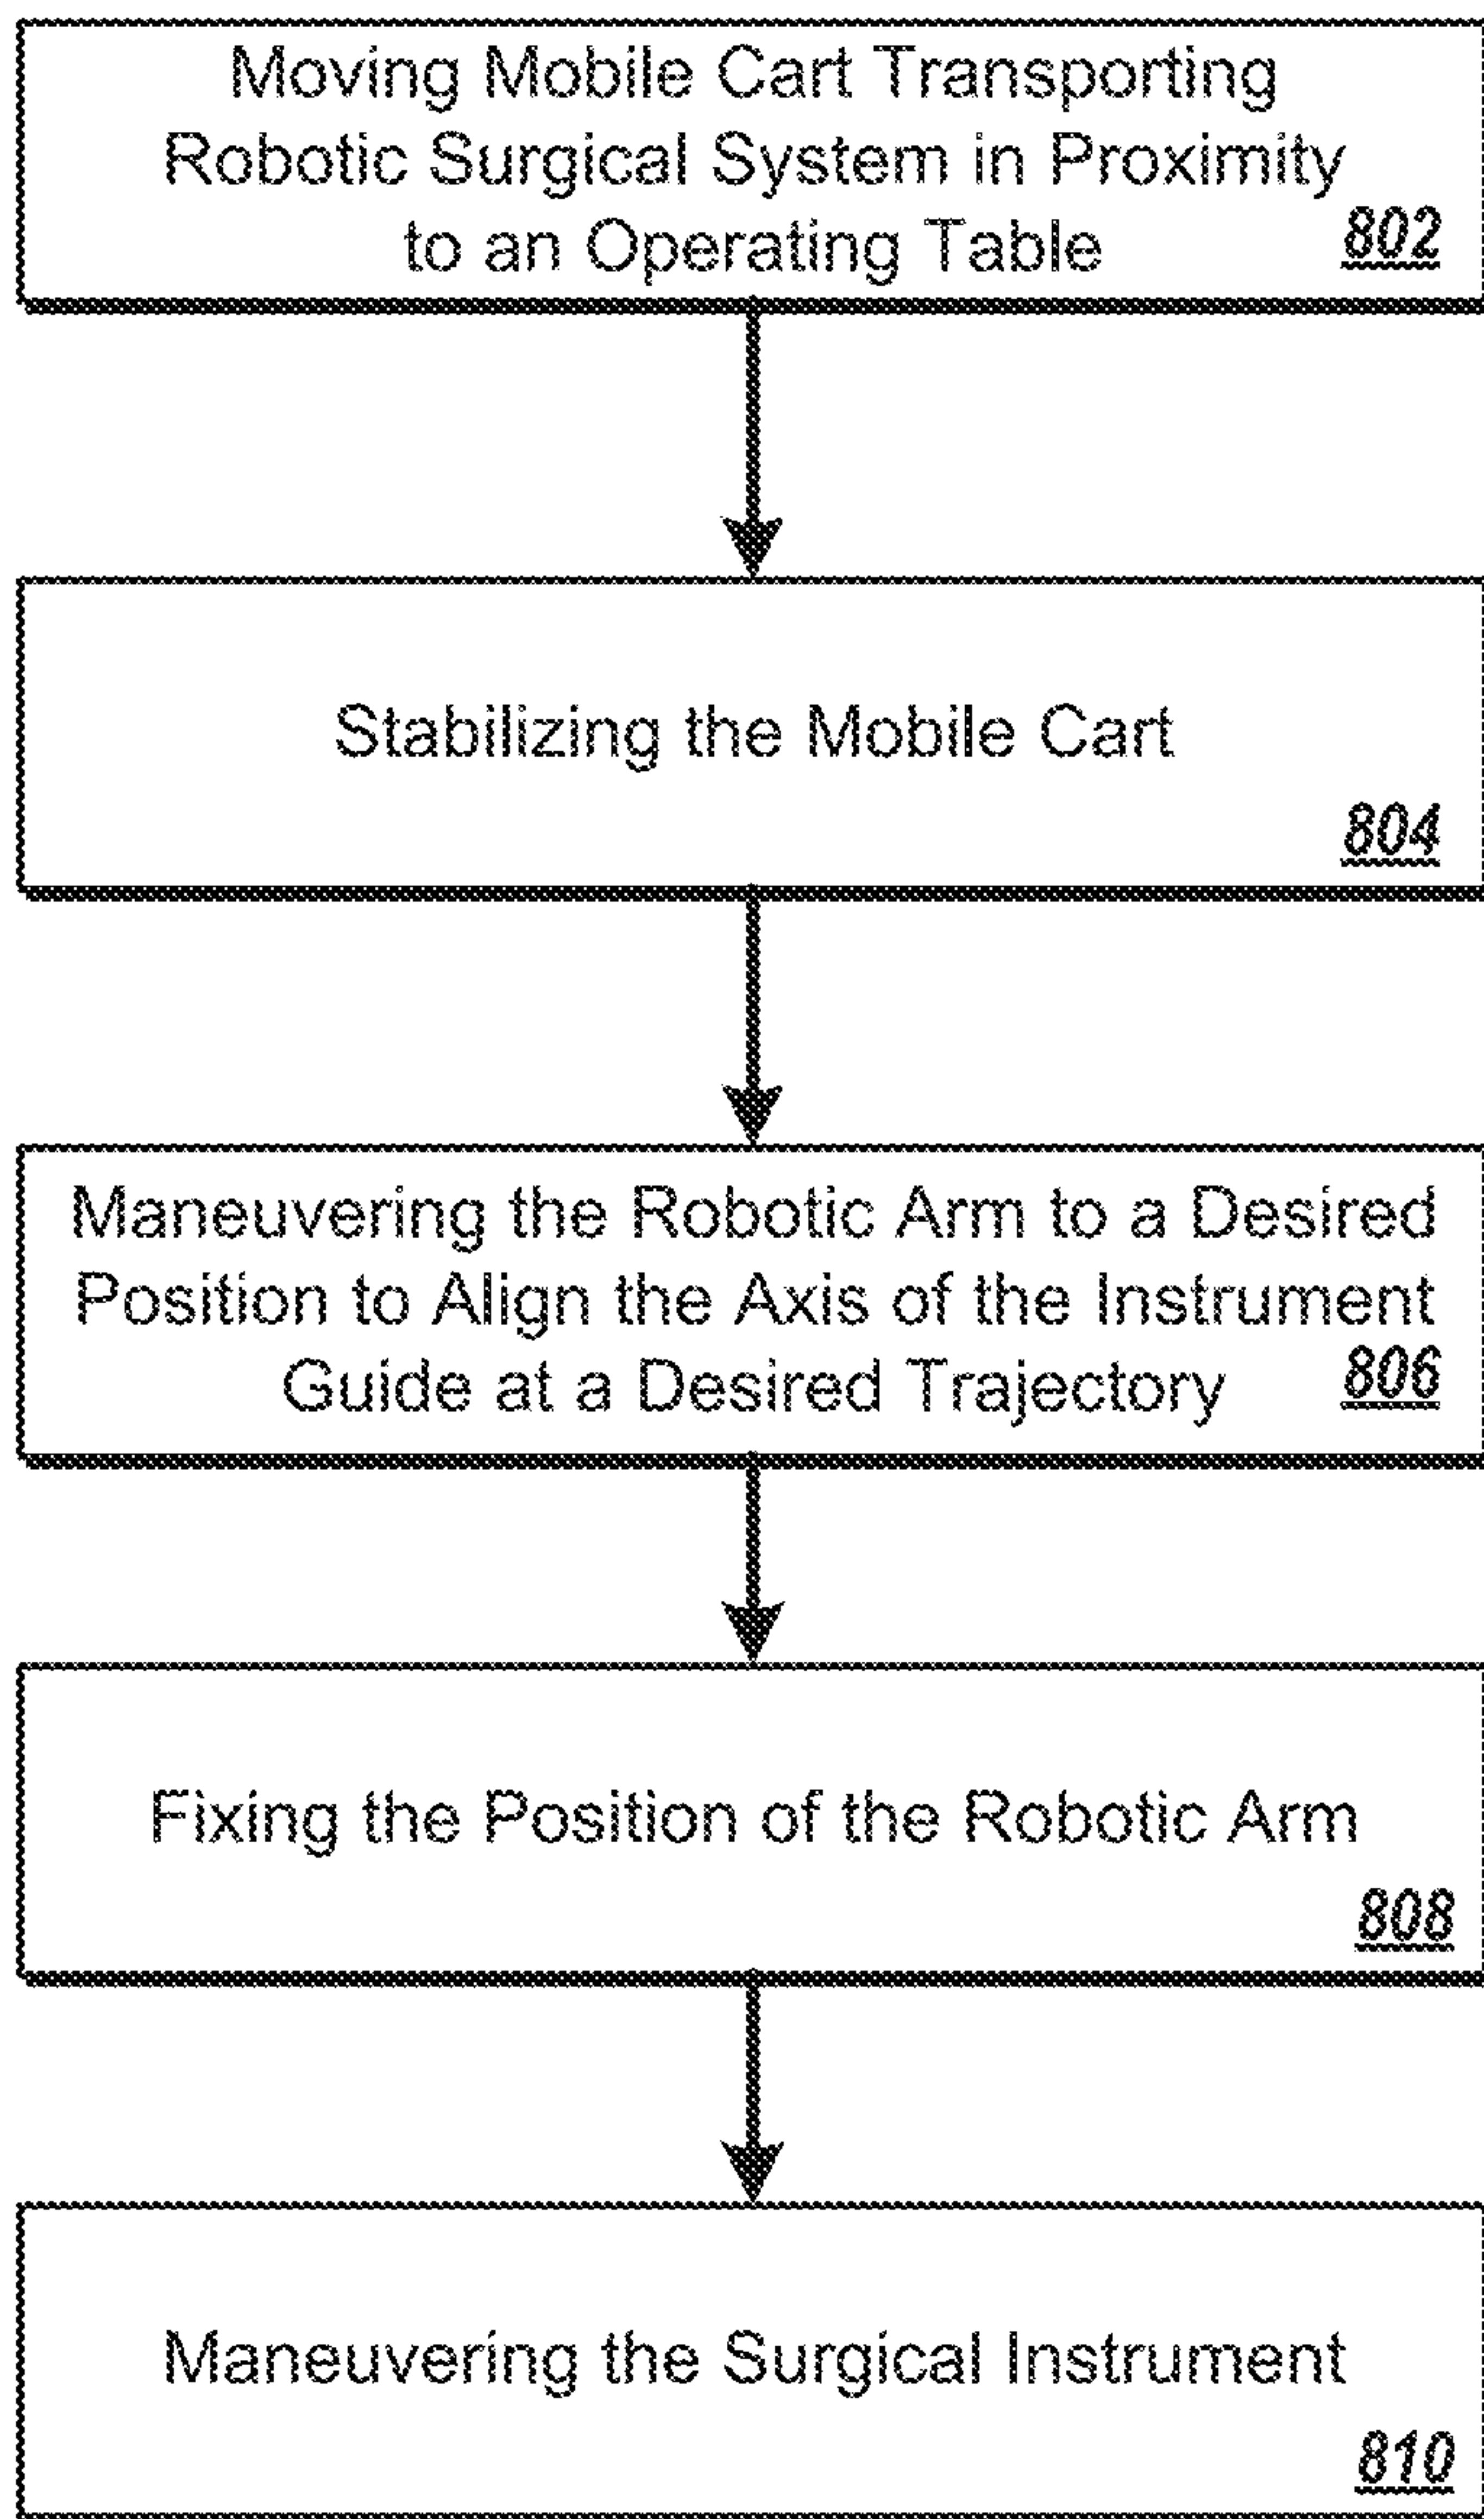 Moving Mobile Cart Transporting
Robotic Surgical System in Proximity
to an Operating Table 802
Stabilizing the Mobile Cart
804
Maneuvering the Robotic Arm to a Desired
Position to Align the Axis of the Instrument
Guide at a Desired Trajectory 806
Fixing the Position of the Robotic Arm
808
Maneuvering the Surgical Instrument
810